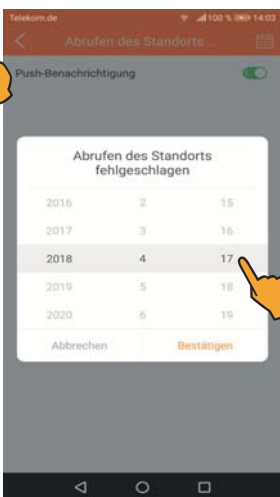 Telekom.de 100 % 14:03
Abrufen des Standorts ...
Push-Benachrichtigung
Abrufen des Standorts
fehlgeschlagen
2016 2 15
2017 3 16
2018 4 17
2019 5 18
2020 6 19
Abbrechen Bestätigen